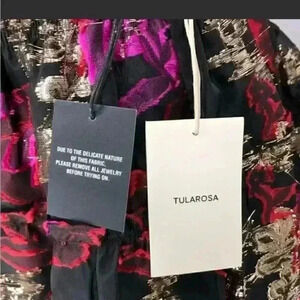 DUE TO THE DELICATE NATURE
OF THIS FABRIC,
PLEASE REMOVE ALL JEWELRY
BEFORE TRYING ON.
TULAROSA